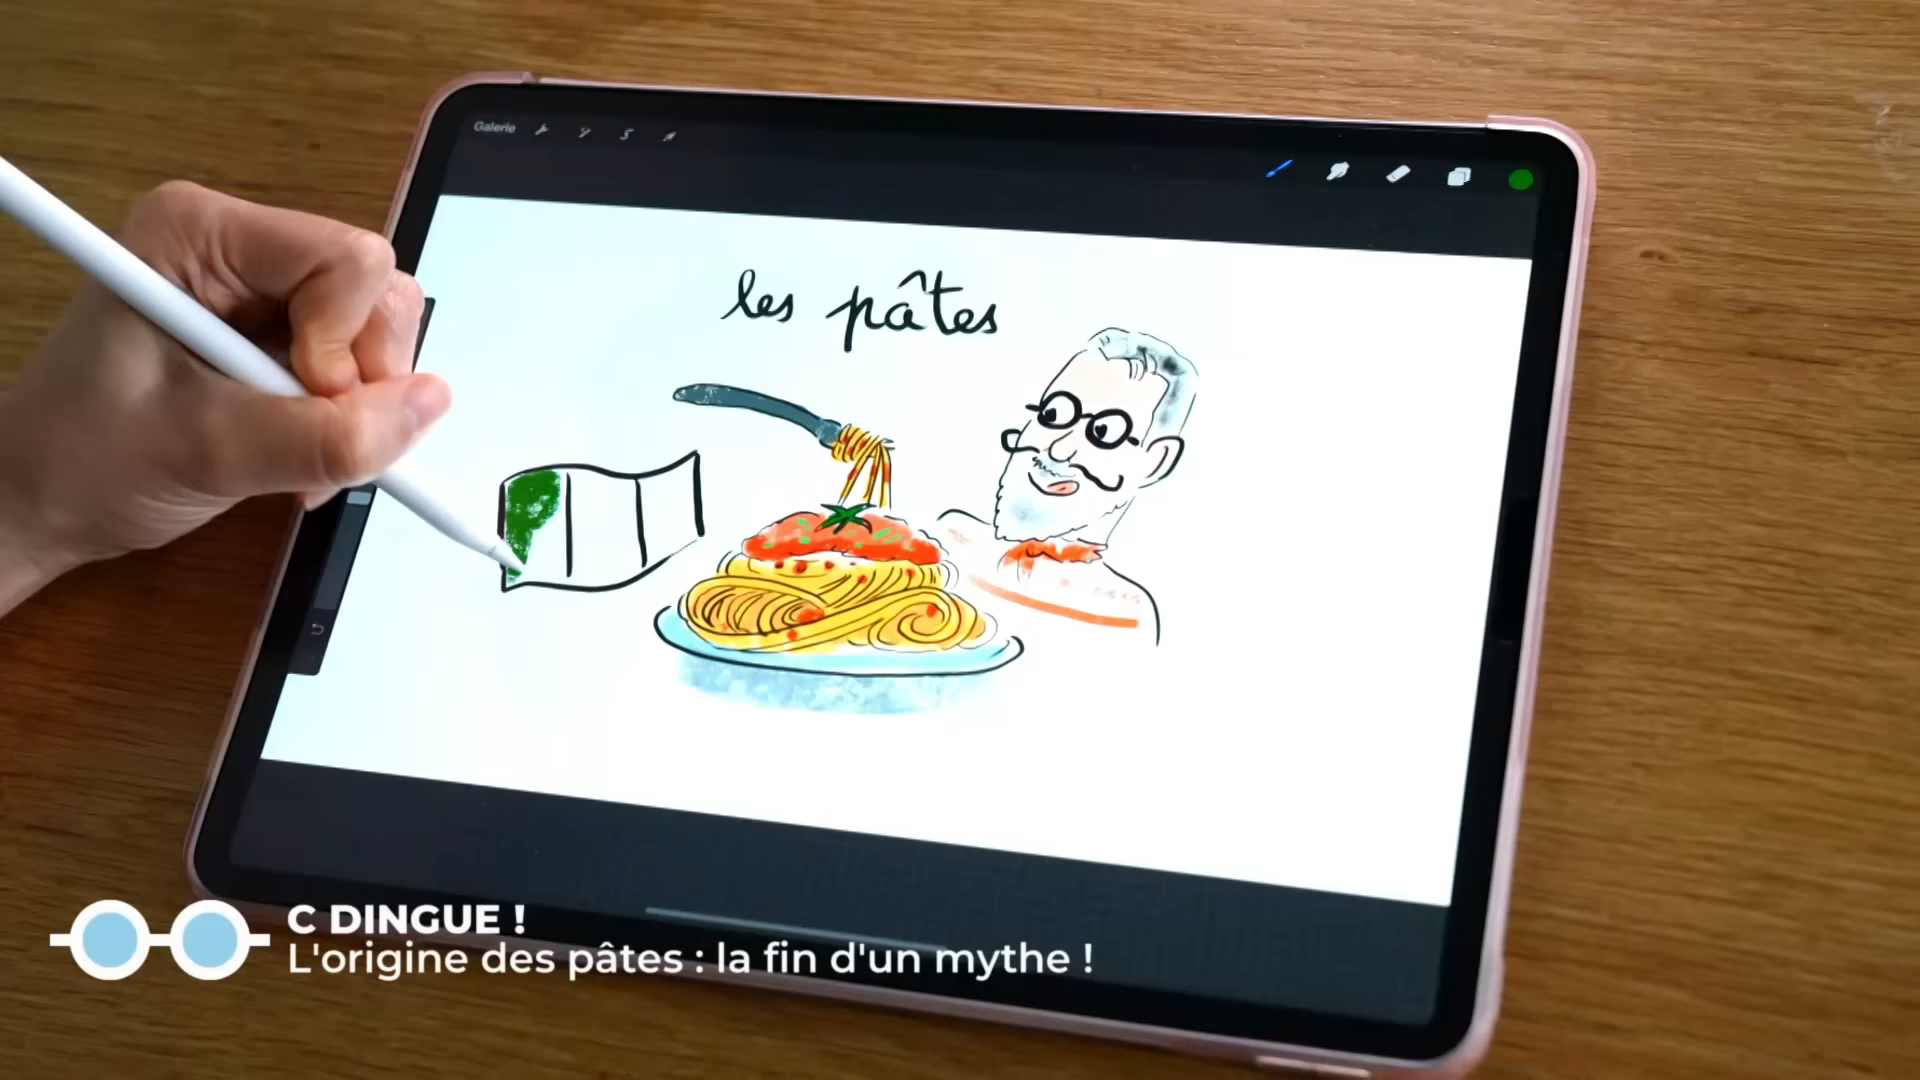 Galerie
les pâtes
C DINGUE !
L'origine des pâtes : la fin d'un mythe !